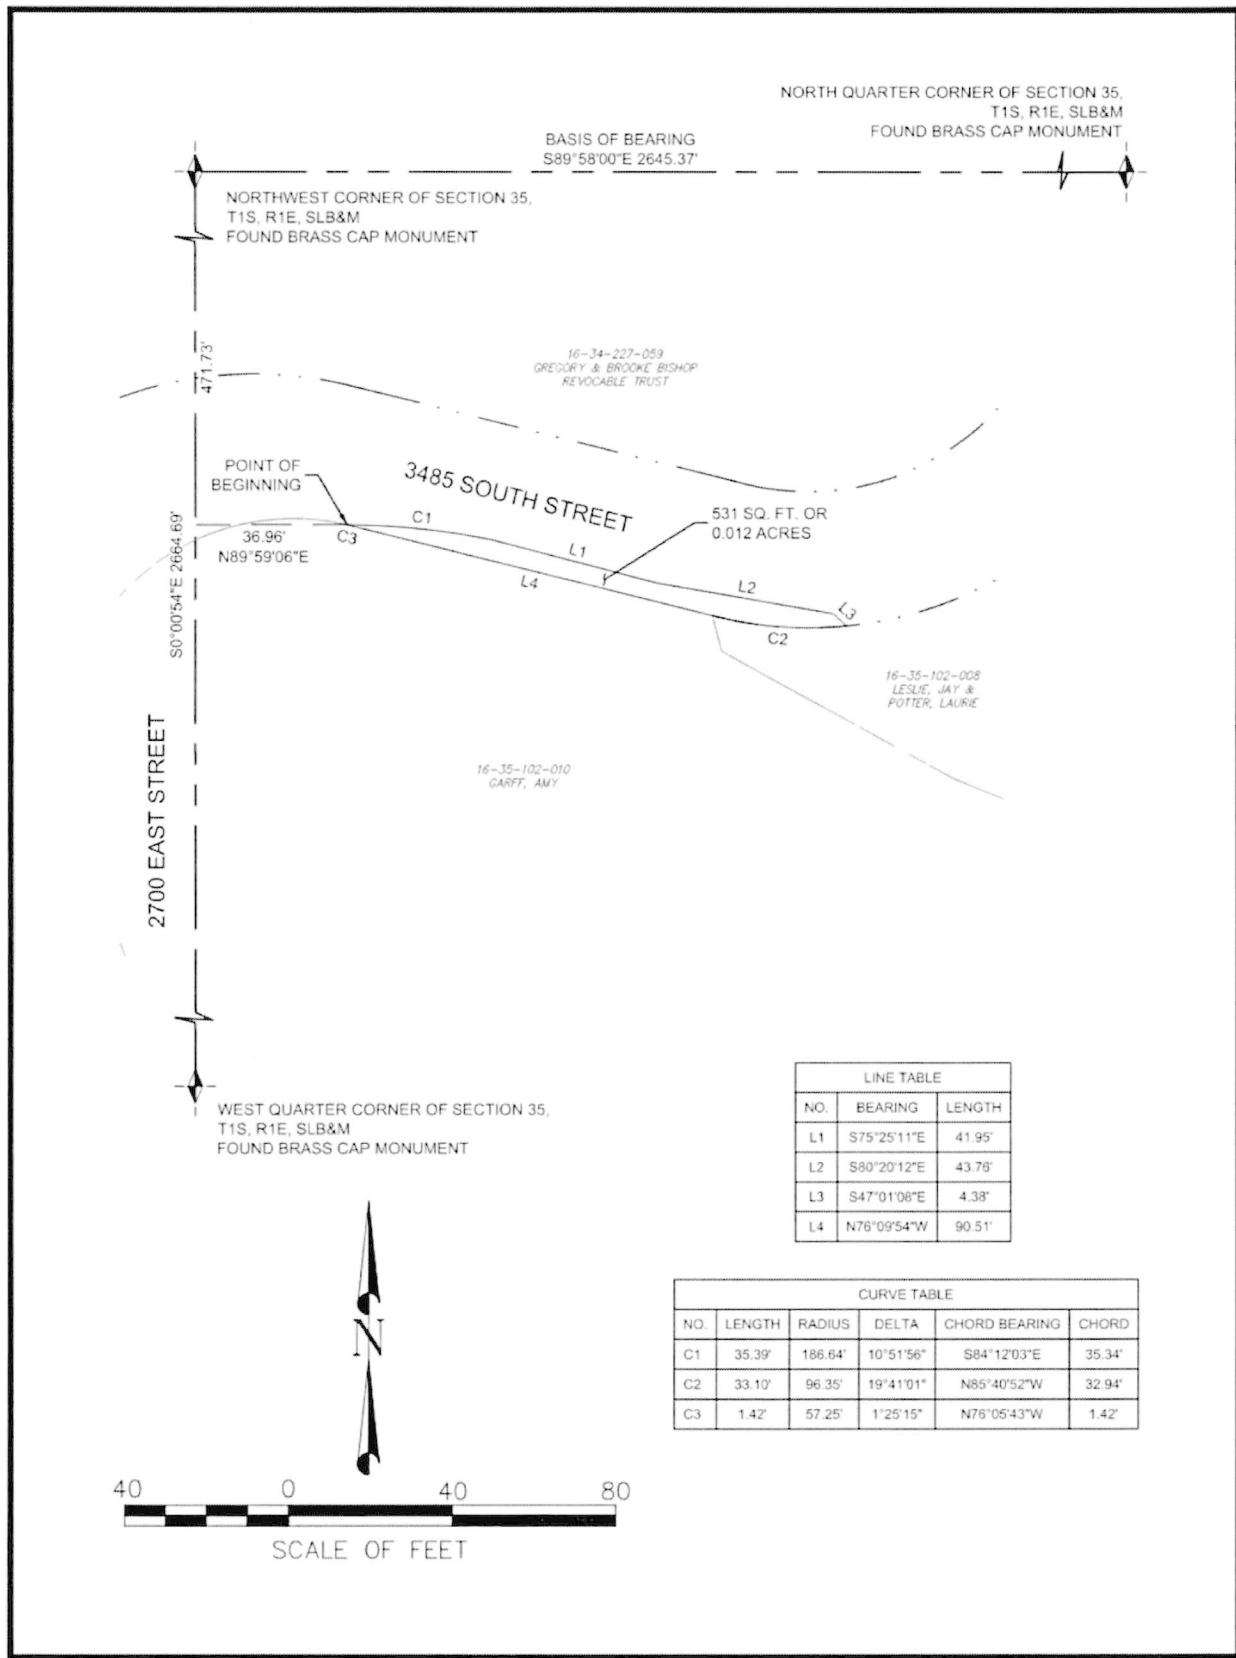 NORTH QUARTER CORNER OF SECTION 35,
T1S, R1E, SLB&M
FOUND BRASS CAP MONUMENT
BASIS OF BEARING
S89°58'00"E 2645.37'
NORTHWEST CORNER OF SECTION 35,
T1S, R1E, SLB&M
FOUND BRASS CAP MONUMENT
471.73'
16-34-227-059
GREGORY & BROOKE BISHOP
REVOCABLE TRUST
POINT OF
BEGINNING
3485 SOUTH STREET
531 SQ. FT. OR
0.012 ACRES
C1
C3
36.96'
N89°59'06"E
L1
L4
L2
L3
C2
S0°00'54"E 2664.69'
16-35-102-008
LESLIE, JAY &
POTTER, LAURIE
2700 EAST STREET
16-35-102-010
GARFF, AMY
WEST QUARTER CORNER OF SECTION 35,
T1S, R1E, SLB&M
FOUND BRASS CAP MONUMENT
LINE TABLE
NO. BEARING LENGTH
L1 S75°25'11"E 41.95'
L2 S80°20'12"E 43.76'
L3 S47°01'08"E 4.38'
L4 N76°09'54"W 90.51'
CURVE TABLE
NO. LENGTH RADIUS DELTA CHORD BEARING CHORD
C1 35.39' 186.64' 10°51'56" S84°12'03"E 35.34'
C2 33.10' 96.35' 19°41'01" N85°40'52"W 32.94'
C3 1.42' 57.25' 1°25'15" N76°05'43"W 1.42'
N
40 0 40 80
SCALE OF FEET